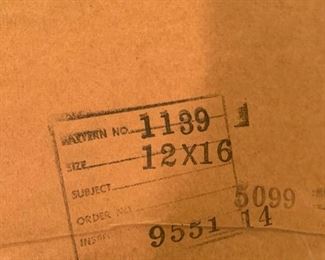 PATTERN NO. 1139 1
SIZE 12X16
SUBJECT
ORDER NO. 5099
9551 14